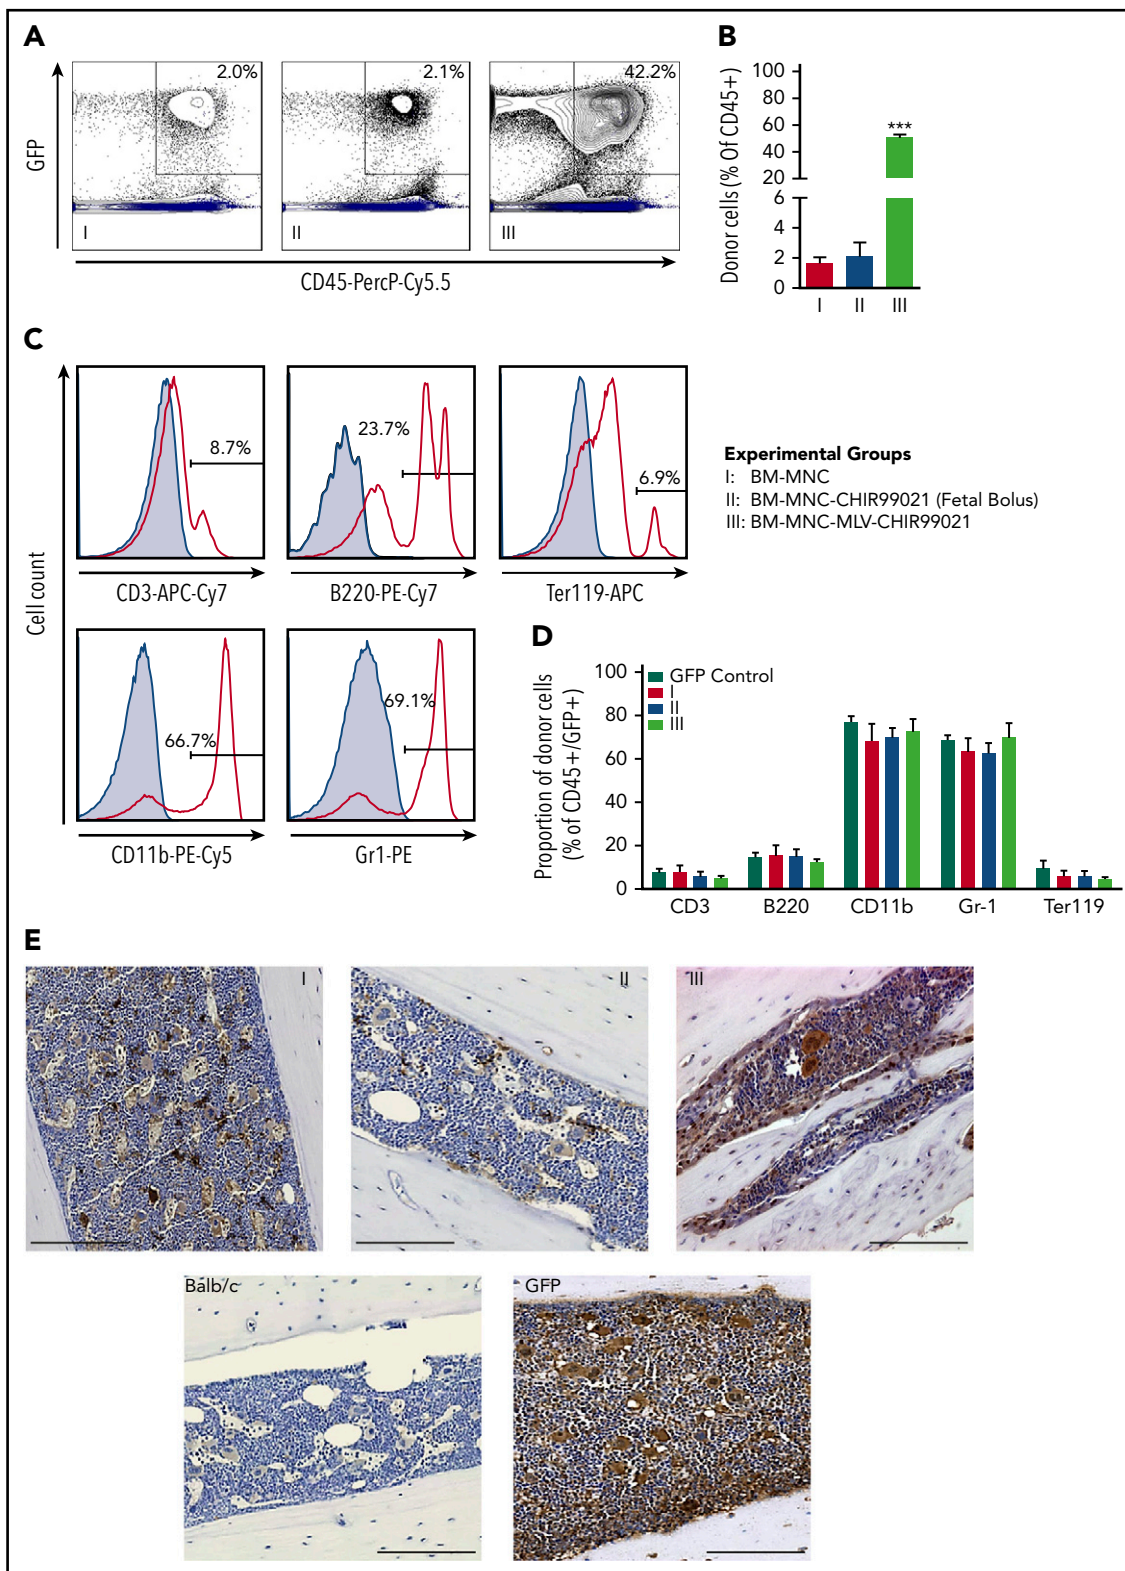 A
2.0%
2.1%
42.2%
GFP
I
II
III
CD45-PercP-Cy5.5
B
Donor cells (% Of CD45+)
100
80
60
40
20
6
4
2
0
***
I
II
III
C
Cell count
8.7%
CD3-APC-Cy7
23.7%
B220-PE-Cy7
6.9%
Ter119-APC
66.7%
CD11b-PE-Cy5
69.1%
Gr1-PE
Experimental Groups
I: BM-MNC
II: BM-MNC-CHIR99021 (Fetal Bolus)
III: BM-MNC-MLV-CHIR99021
D
Proportion of donor cells
(% of CD45+/GFP+)
100
80
60
40
20
0
GFP Control
I
II
III
CD3
B220
CD11b
Gr-1
Ter119
E
I
II
III
Balb/c
GFP